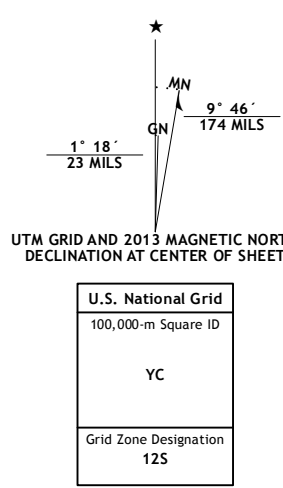 ★
MN
GN
9° 46´
174 MILS
1° 18´
23 MILS
UTM GRID AND 2013 MAGNETIC NORT
DECLINATION AT CENTER OF SHEET
U.S. National Grid
100,000-m Square ID
YC
Grid Zone Designation
12S